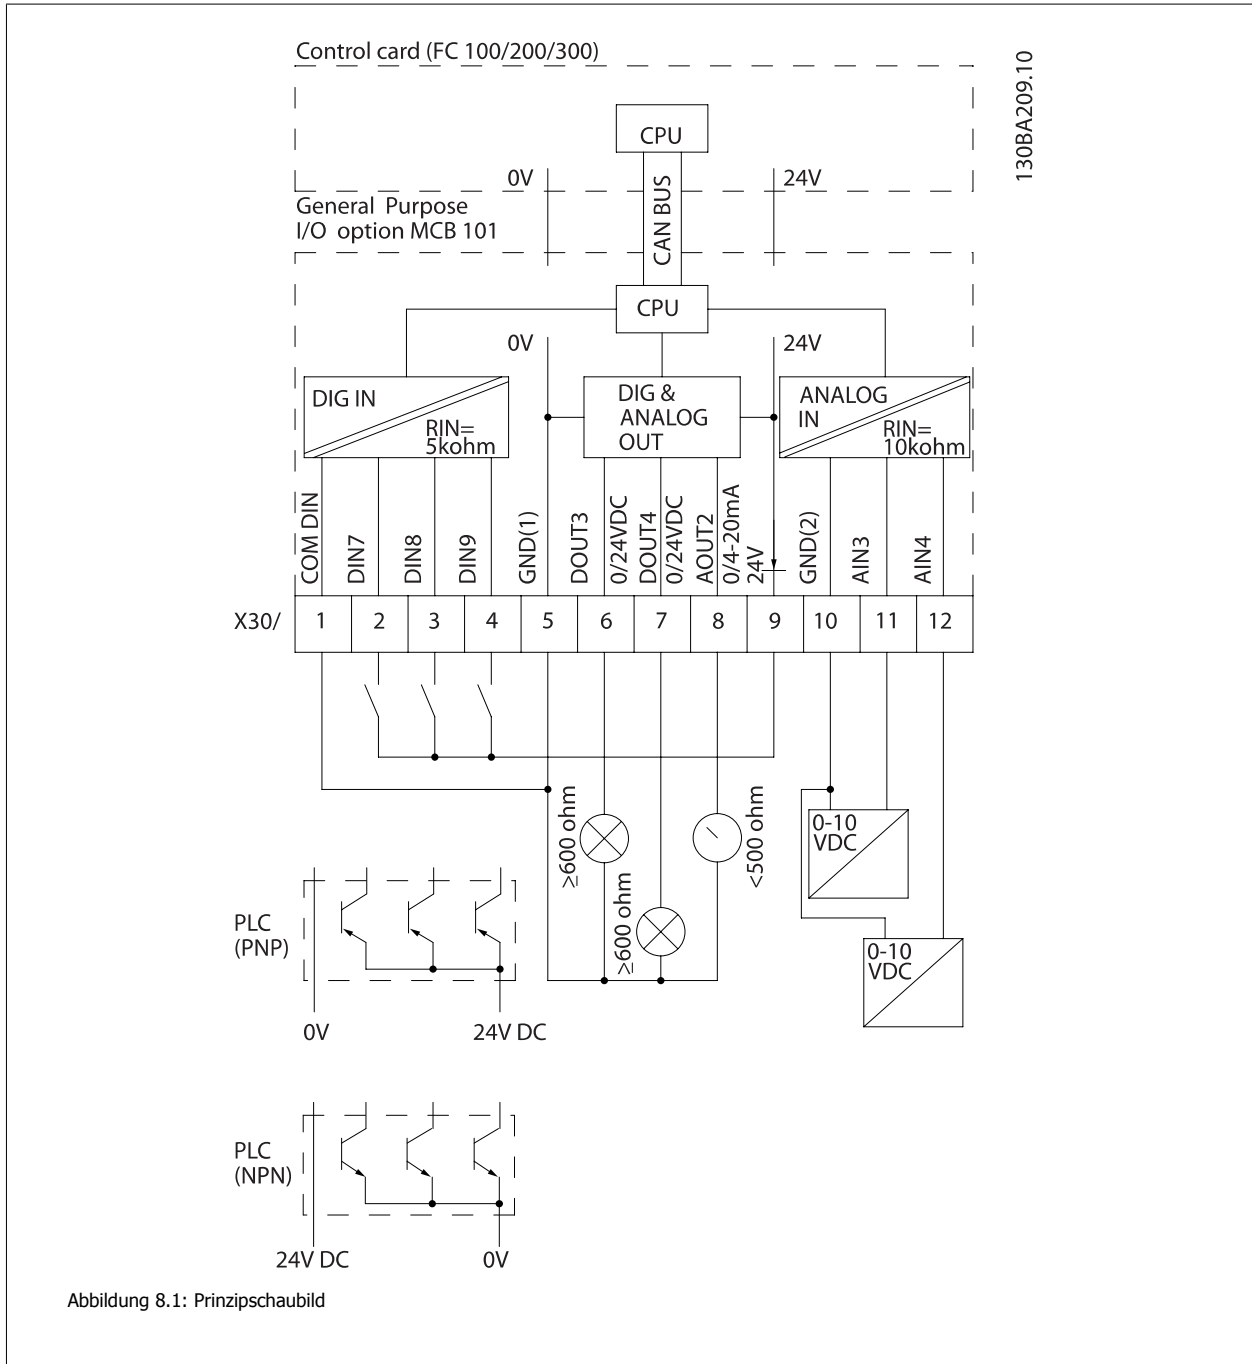 Control card (FC 100/200/300)
130BA209.10
CPU
0V
24V
CAN BUS
General Purpose
I/O option MCB 101
CPU
0V
24V
DIG IN
RIN=
5kohm
DIG &
ANALOG
OUT
ANALOG
IN
RIN=
10kohm
COM DIN
DIN7
DIN8
DIN9
GND(1)
DOUT3
0/24VDC
DOUT4
0/24VDC
AOUT2
0/4-20mA
24V
GND(2)
AIN3
AIN4
X30/
1
2
3
4
5
6
7
8
9
10
11
12
≥600 ohm
≥600 ohm
<500 ohm
0-10
VDC
0-10
VDC
PLC
(PNP)
0V
24V DC
PLC
(NPN)
24V DC
0V
Abbildung 8.1: Prinzipschaubild